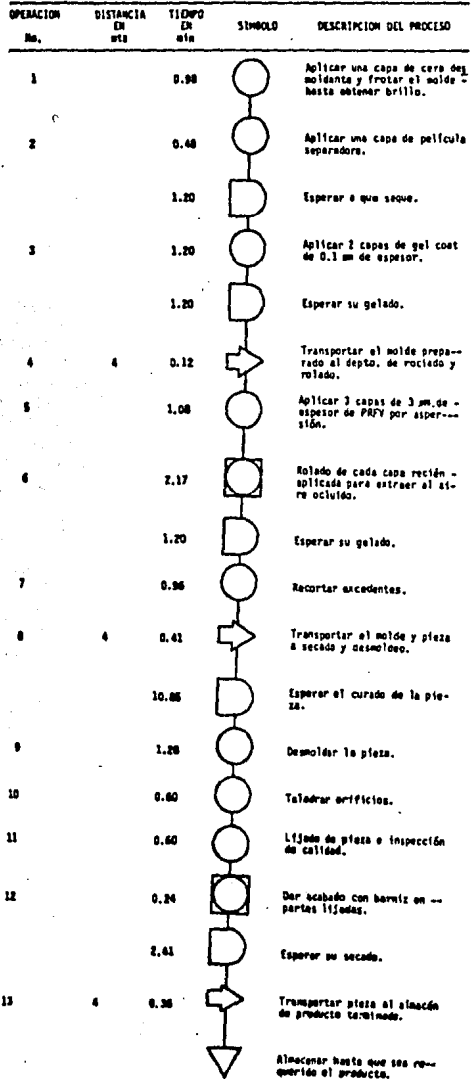 OPERACION DISTANCIA TIEMPO SIMBOLO DESCRIPCION DEL PROCESO
EN EN
No. mts min
1 0.98 Aplicar una capa de cera des
moldante y frotar el molde -
hasta obtener brillo.
2 0.48 Aplicar una capa de película
separadora.
1.20 Esperar a que seque.
3 1.20 Aplicar 2 capas de gel coat
de 0.1 mm de espesor.
1.20 Esperar su gelado.
4 4 0.12 Transportar el molde prepa--
rado al depto. de rociado y
rolado.
5 1.08 Aplicar 3 capas de 3 mm.de -
espesor de PRFV por asper---
sión.
6 2.17 Rolado de cada capa recién -
aplicada para extraer el ai-
re ocluído.
1.20 Esperar su gelado.
7 0.96 Recortar excedentes.
8 4 0.41 Transportar el molde y pieza
a secado y desmoldeo.
10.85 Esperar el curado de la pie-
za.
9 1.26 Desmoldar la pieza.
10 0.60 Taladrar orificios.
11 0.60 Lijado de pieza e inspección
de calidad.
12 0.24 Dar acabado con barniz en --
partes lijadas.
2.41 Esperar su secado.
13 4 0.36 Transportar pieza al almacén
de producto terminado.
Almacenar hasta que sea re--
querido el producto.